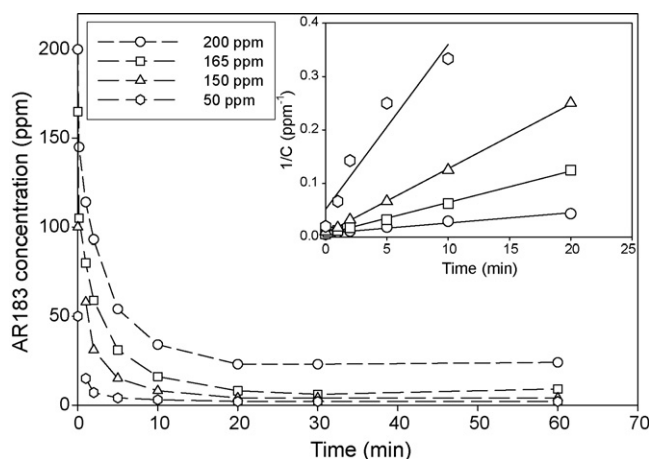 200 ppm
165 ppm
150 ppm
50 ppm
AR183 concentration (ppm)
200
150
100
50
0
0 10 20 30 40 50 60 70
Time (min)
1/C (ppm⁻¹)
0.4
0.3
0.2
0.1
0.0
0 5 10 15 20 25
Time (min)